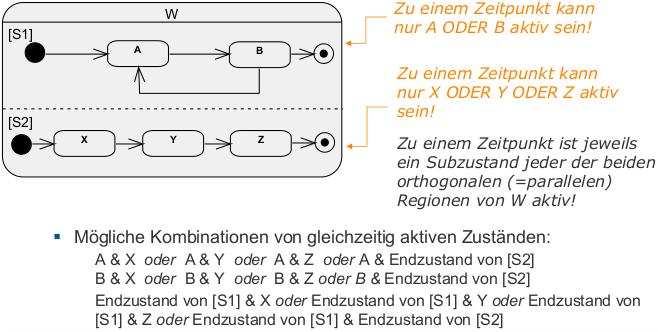 W
[S1]
A
B
[S2]
X
Y
Z
Zu einem Zeitpunkt kann
nur A ODER B aktiv sein!
Zu einem Zeitpunkt kann
nur X ODER Y ODER Z aktiv
sein!
Zu einem Zeitpunkt ist jeweils
ein Subzustand jeder der beiden
orthogonalen (=parallelen)
Regionen von W aktiv!
▪ Mögliche Kombinationen von gleichzeitig aktiven Zuständen:
A & X oder A & Y oder A & Z oder A & Endzustand von [S2]
B & X oder B & Y oder B & Z oder B & Endzustand von [S2]
Endzustand von [S1] & X oder Endzustand von [S1] & Y oder Endzustand von
[S1] & Z oder Endzustand von [S1] & Endzustand von [S2]